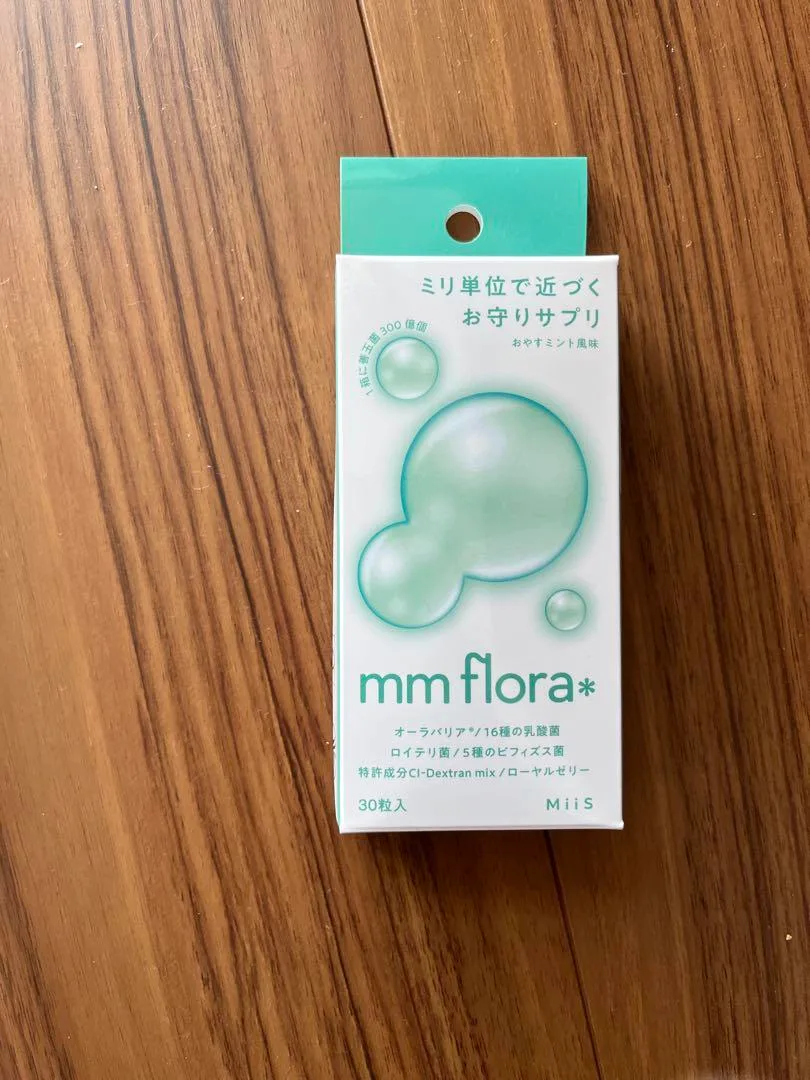 ミリ単位で近づく
お守りサプリ
おやすミント風味
1箱に善玉菌300億個
mm flora*
オーラバリア®/16種の乳酸菌
ロイテリ菌/5種のビフィズス菌
特許成分CI-Dextran mix/ローヤルゼリー
30粒入
MiiS